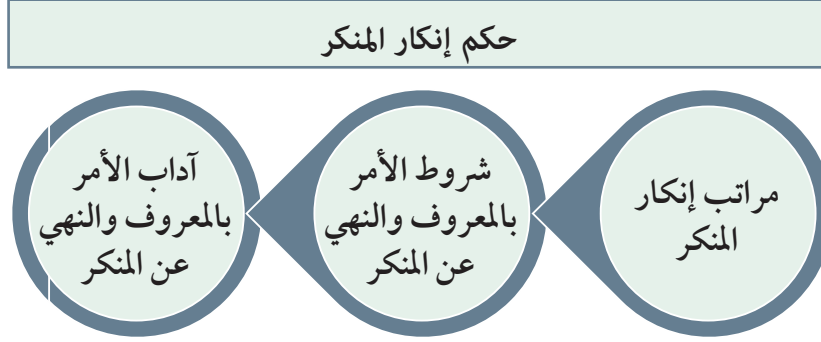 حكم إنكار المنكر
مراتب إنكار
المنكر
شروط الأمر
بالمعروف والنهي
عن المنكر
آداب الأمر
بالمعروف والنهي
عن المنكر